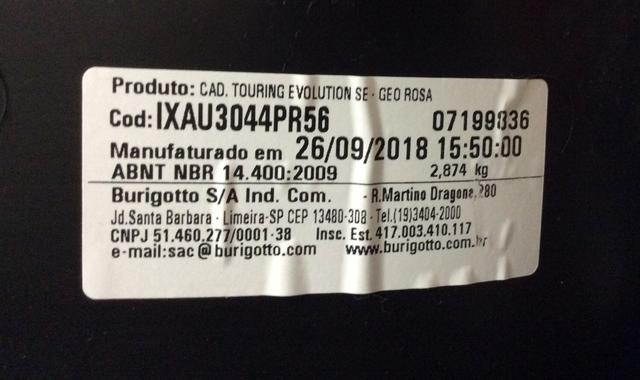 Produto: CAD. TOURING EVOLUTION SE - GEO ROSA
Cod: IXAU3044PR56 07199836
Manufaturado em 26/09/2018 15:50:00
ABNT NBR 14.400:2009 2,874 kg
Burigotto S/A Ind. Com. - R.Martino Dragone,280
Jd.Santa Barbara - Limeira-SP CEP 13480-308 - Tel.(19)3404-2000
CNPJ 51.460.277/0001-38 Insc. Est. 417.003.410.117
e-mail:sac@burigotto.com www.burigotto.com.br